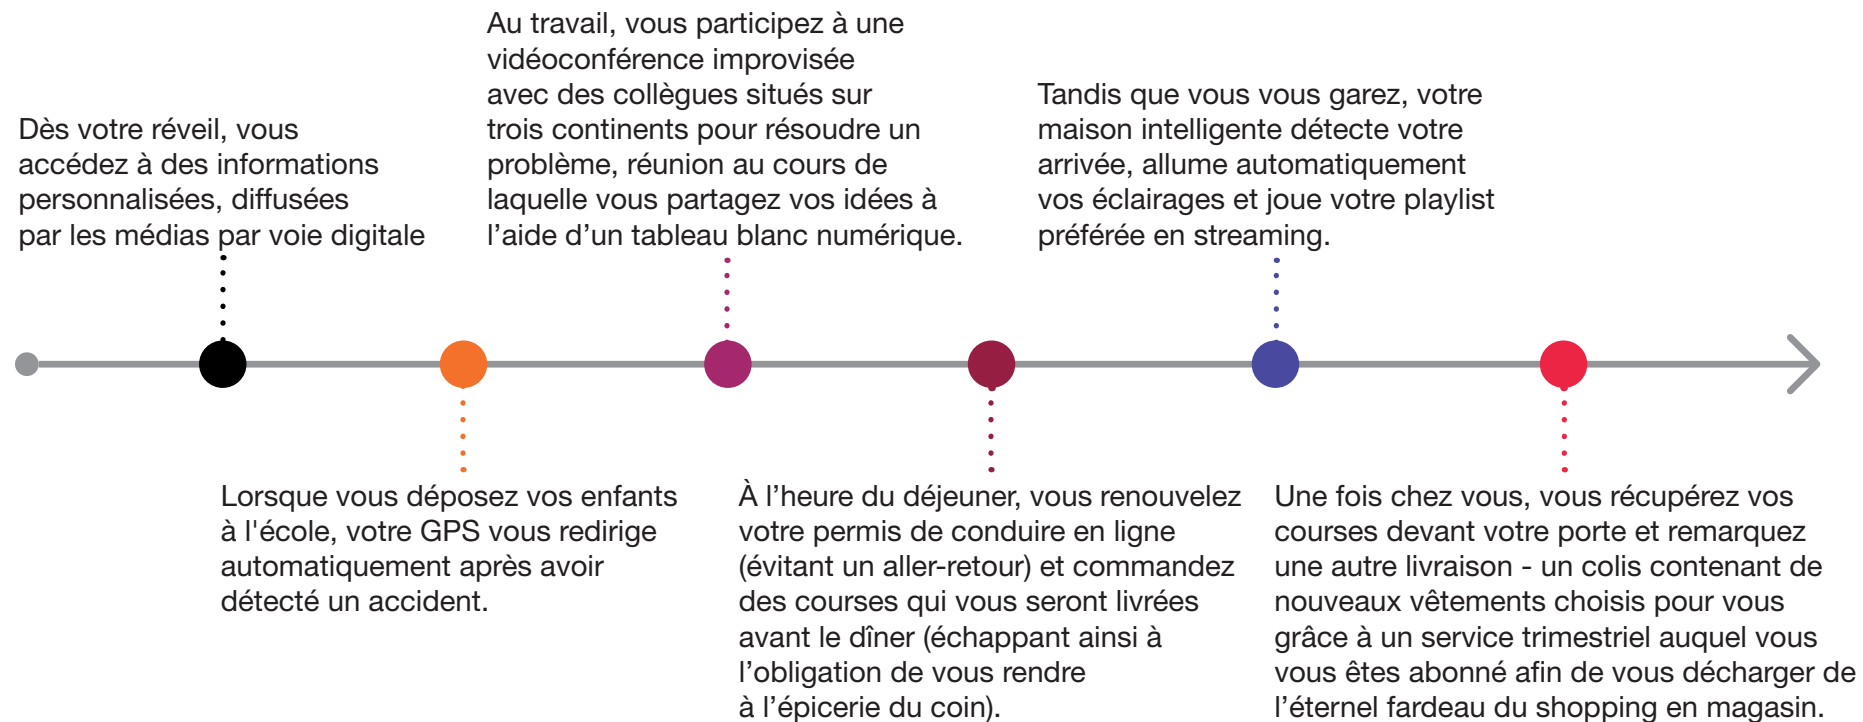 Dès votre réveil, vous
accédez à des informations
personnalisées, diffusées
par les médias par voie digitale
Lorsque vous déposez vos enfants
à l'école, votre GPS vous redirige
automatiquement après avoir
détecté un accident.
Au travail, vous participez à une
vidéoconférence improvisée
avec des collègues situés sur
trois continents pour résoudre un
problème, réunion au cours de
laquelle vous partagez vos idées à
l’aide d’un tableau blanc numérique.
À l’heure du déjeuner, vous renouvelez
votre permis de conduire en ligne
(évitant un aller-retour) et commandez
des courses qui vous seront livrées
avant le dîner (échappant ainsi à
l’obligation de vous rendre
à l’épicerie du coin).
Tandis que vous vous garez, votre
maison intelligente détecte votre
arrivée, allume automatiquement
vos éclairages et joue votre playlist
préférée en streaming.
Une fois chez vous, vous récupérez vos
courses devant votre porte et remarquez
une autre livraison - un colis contenant de
nouveaux vêtements choisis pour vous
grâce à un service trimestriel auquel vous
vous êtes abonné afin de vous décharger de
l’éternel fardeau du shopping en magasin.